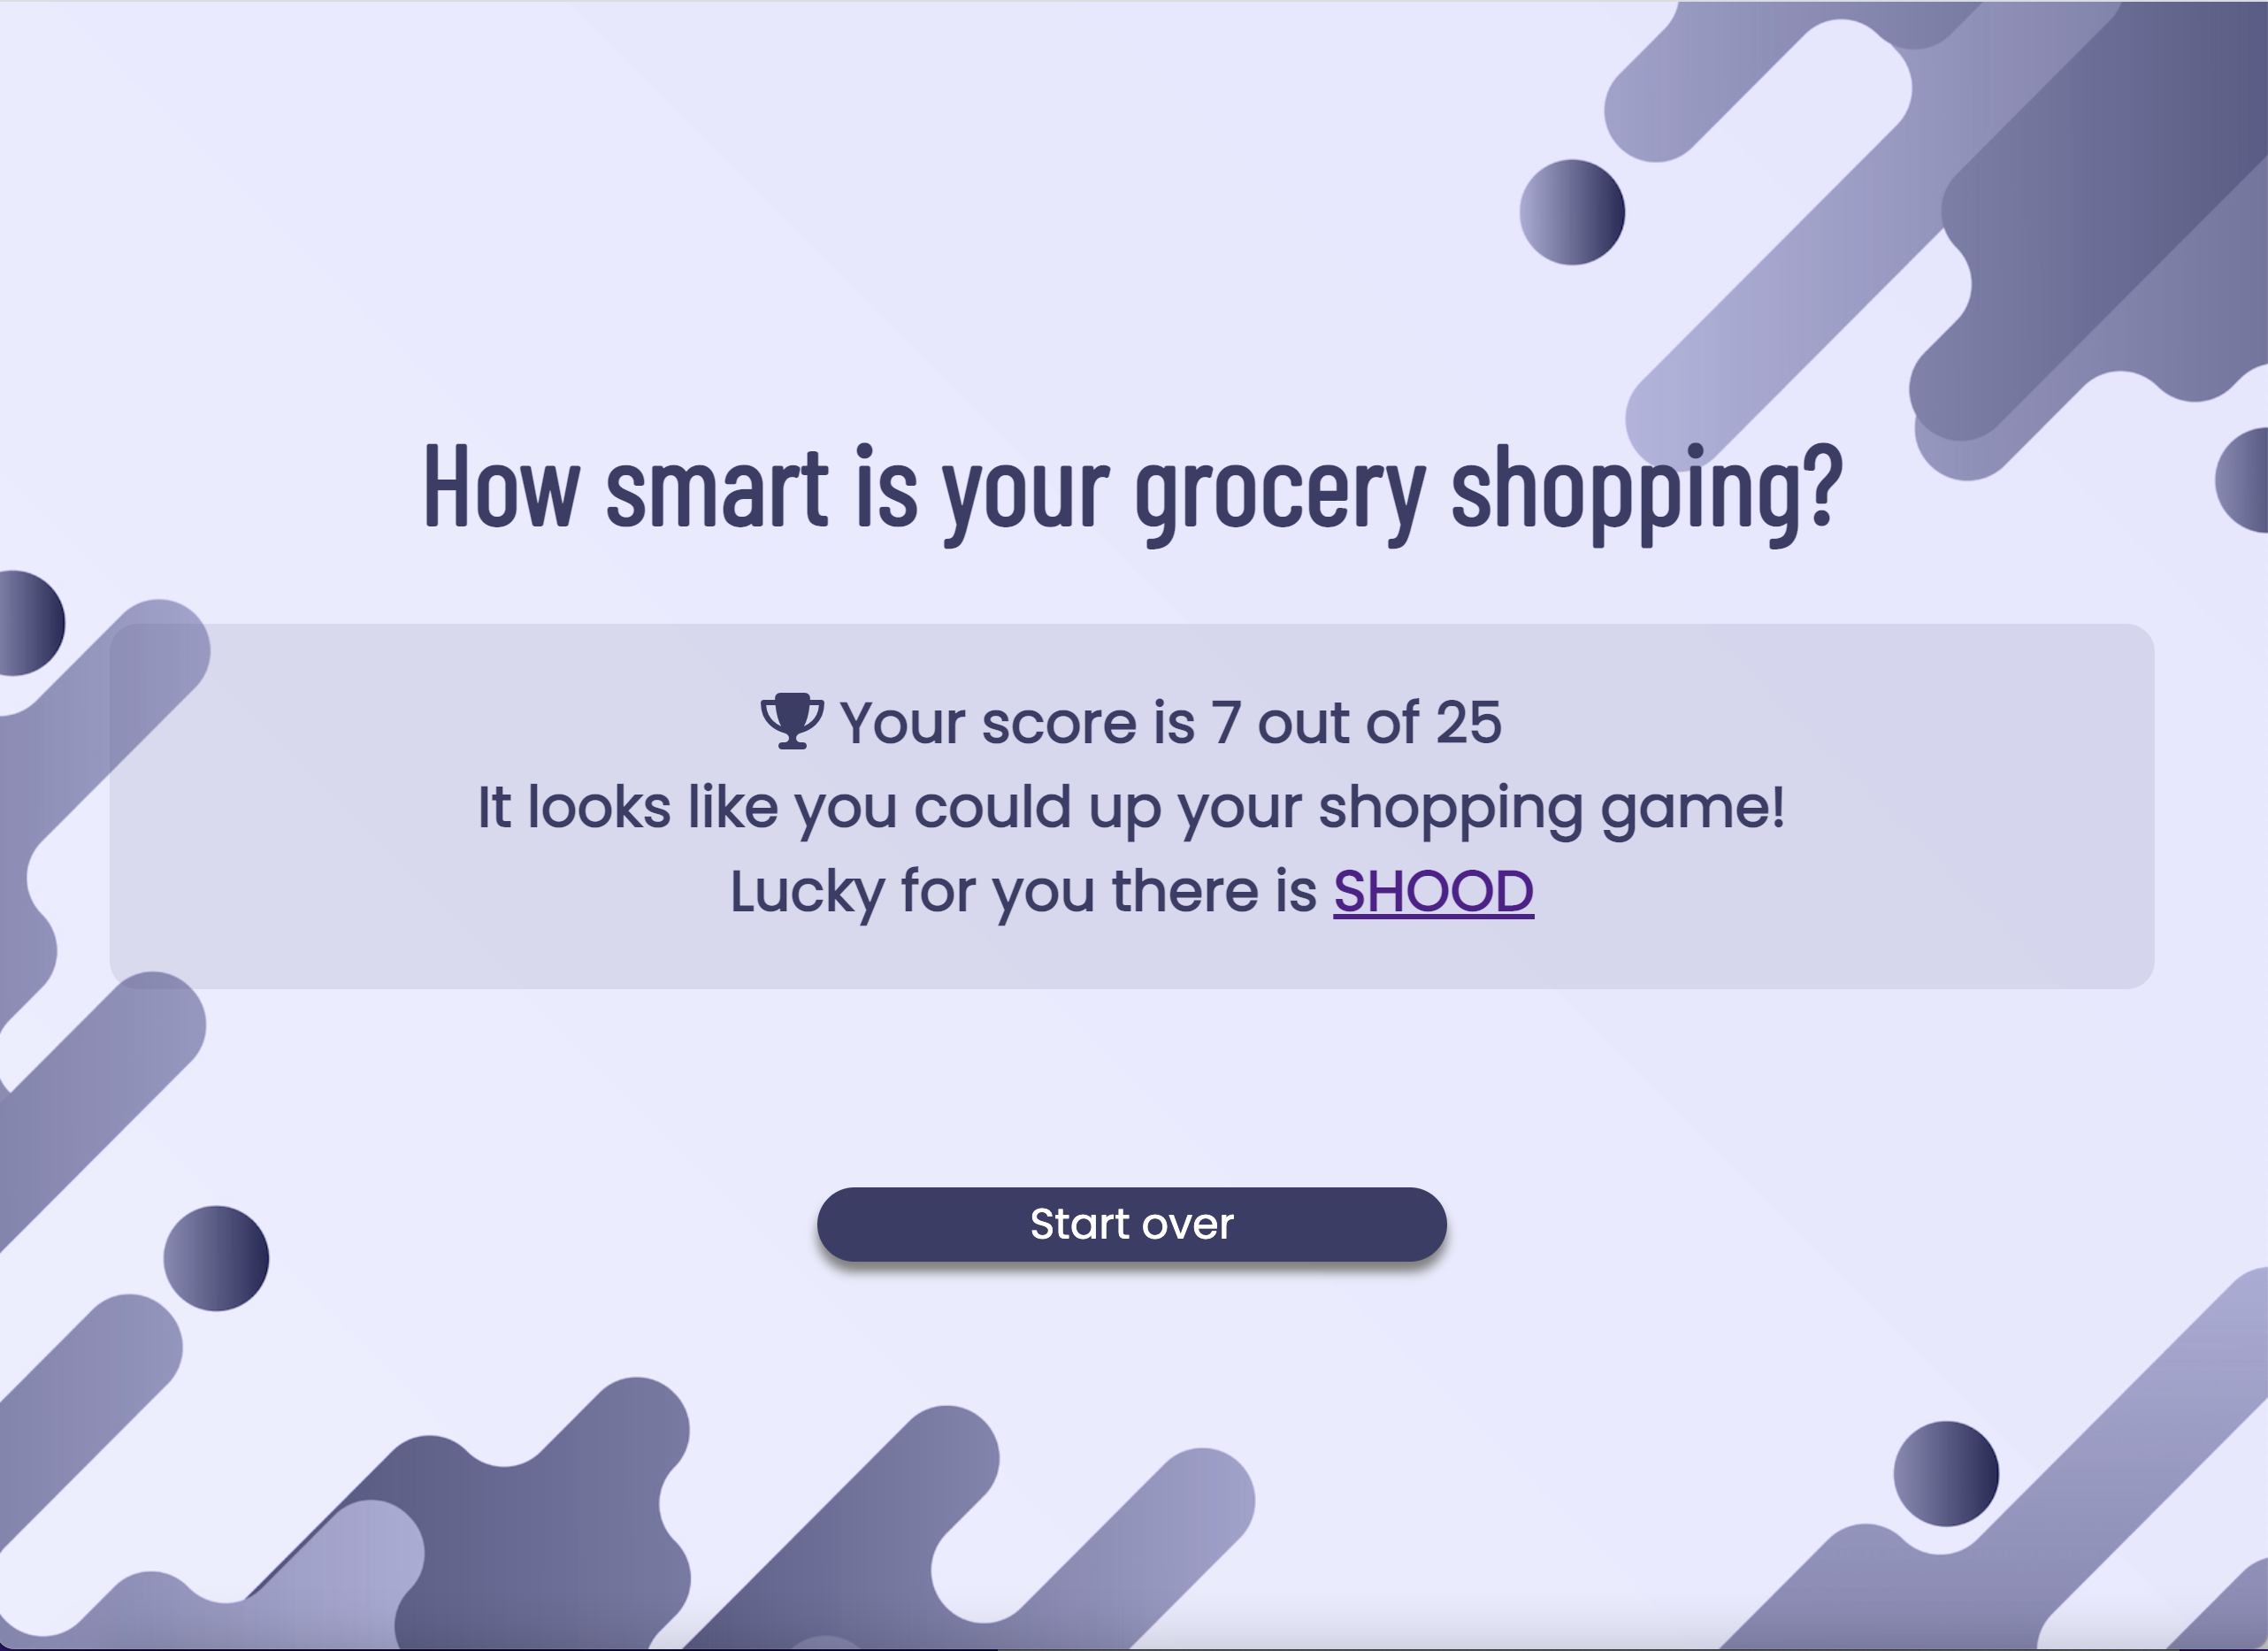 How smart is your grocery shopping?
Your score is 7 out of 25
It looks like you could up your shopping game!
Lucky for you there is SHOOD
Start over